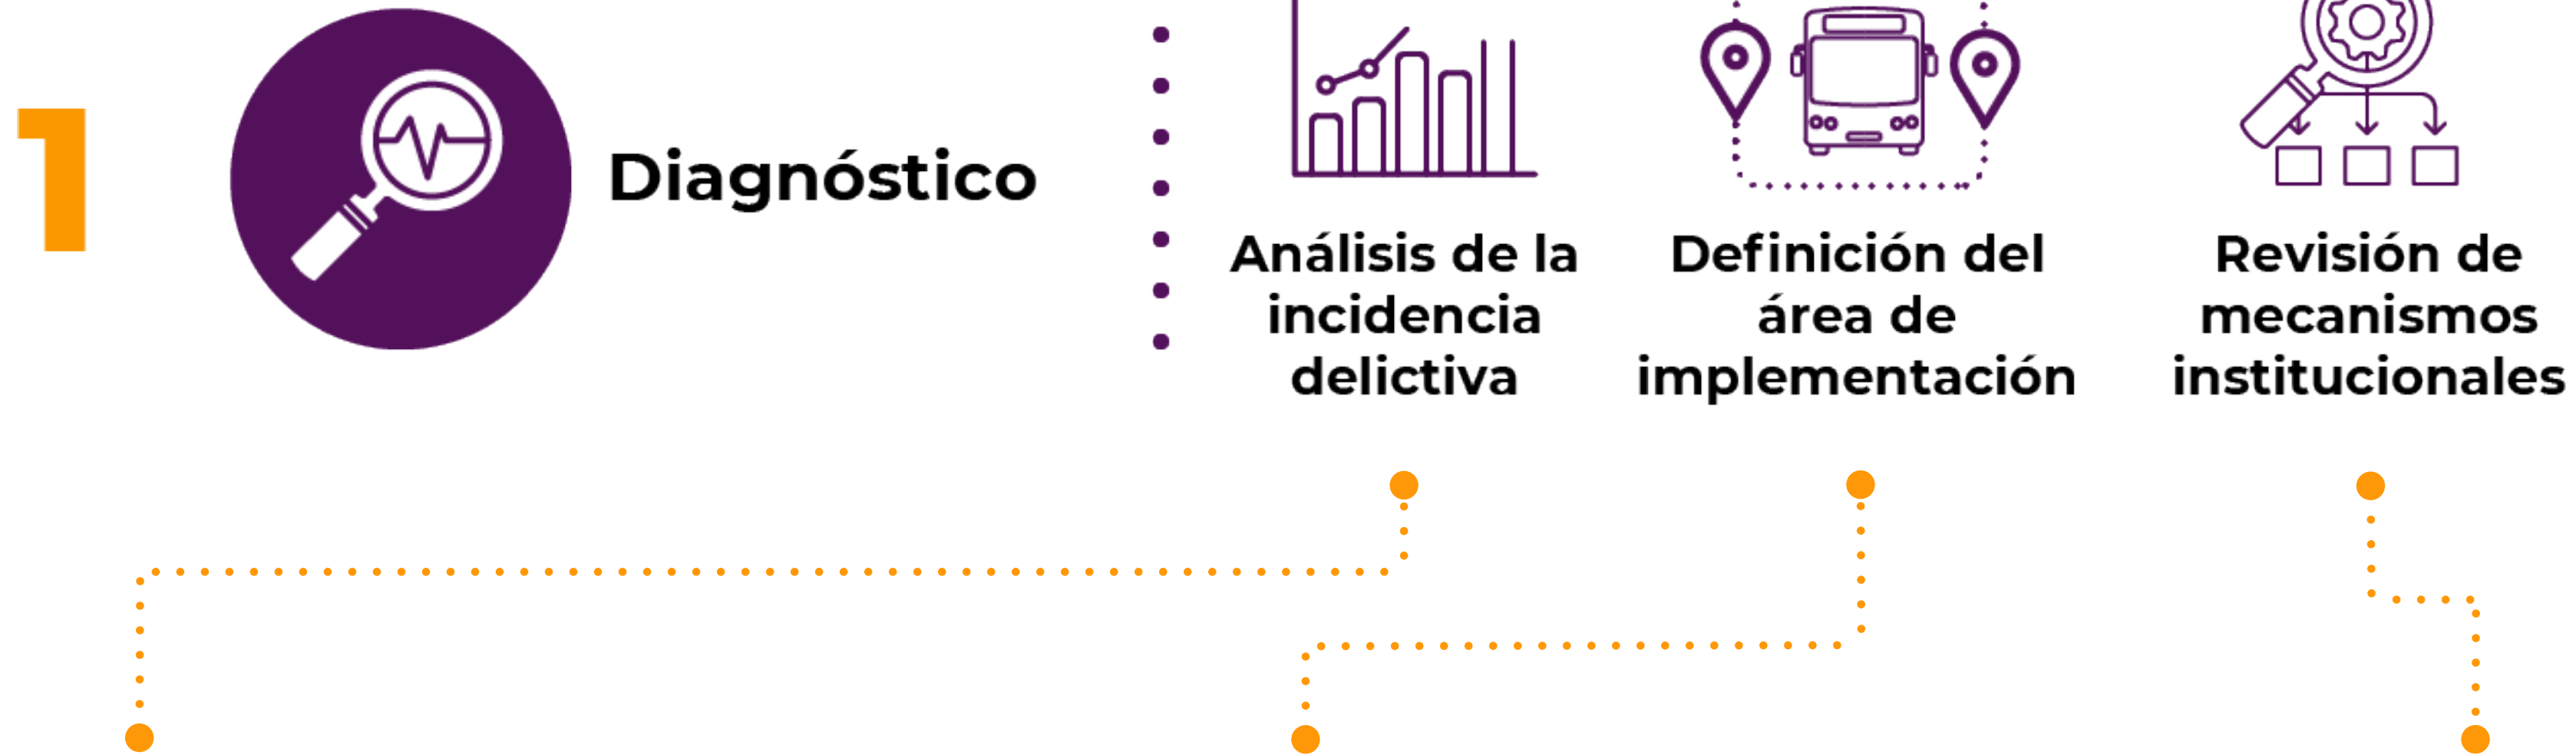 1
Diagnóstico
Análisis de la
incidencia
delictiva
Definición del
área de
implementación
Revisión de
mecanismos
institucionales